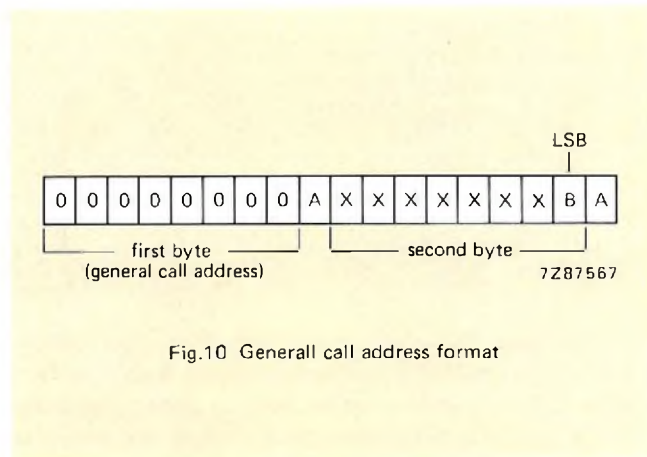 LSB
0 0 0 0 0 0 0 0 A X X X X X X X B A
first byte second byte
(general call address) 7Z87567
Fig.10 Generall call address format